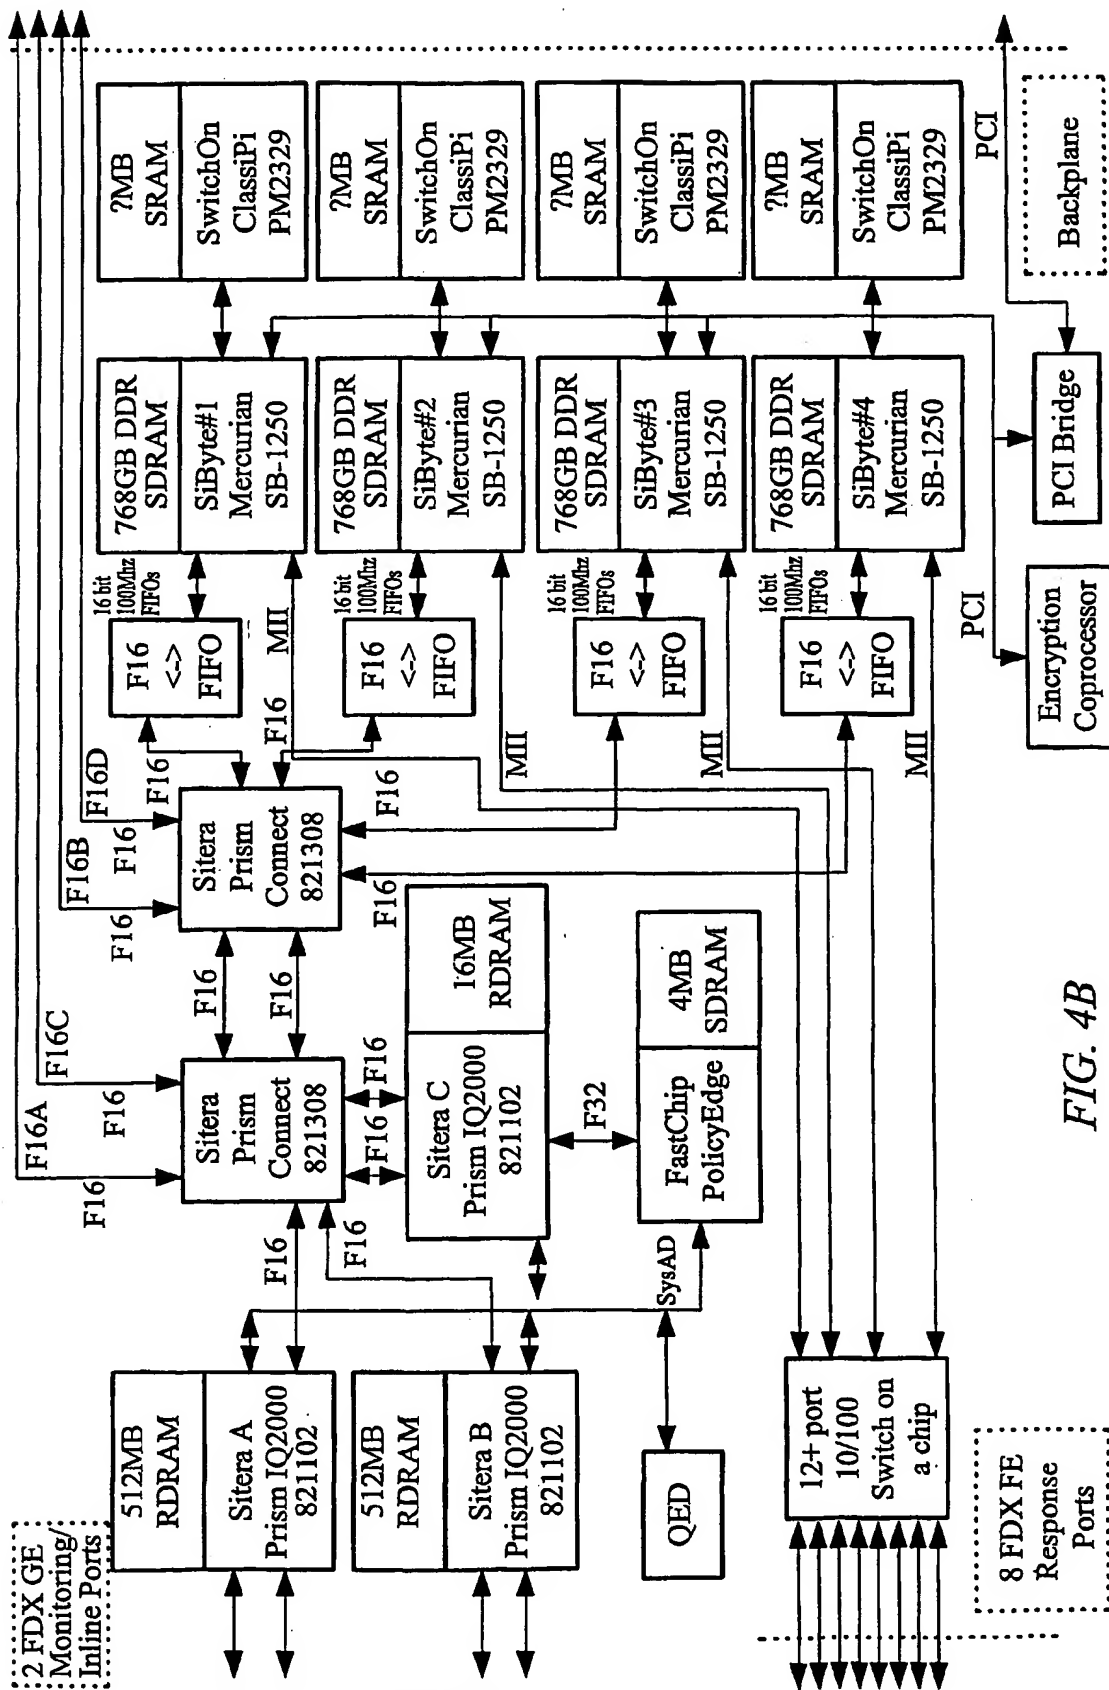 2 FDX GE
Monitoring/
Inline Ports
512MB
RDRAM
Sitera A
Prism IQ2000
821102
512MB
RDRAM
Sitera B
Prism IQ2000
821102
QED
SysAD
12+ port
10/100
Switch on
a chip
8 FDX FE
Response
Ports
F16A
F16
F16C
F16
Sitera
Prism
Connect
821308
F16
F16
F16
F16
Sitera C
Prism IQ2000
821102
16MB
RDRAM
F32
FastChip
PolicyEdge
4MB
SDRAM
F16
F16
F16B
F16
F16D
F16
Sitera
Prism
Connect
821308
F16
F16
F16
F16
F16
<->
FIFO
16 bit
100Mhz
FIFOs
MII
F16
<->
FIFO
16 bit
100Mhz
FIFOs
MII
F16
<->
FIFO
16 bit
100Mhz
FIFOs
MII
F16
<->
FIFO
16 bit
100Mhz
FIFOs
MII
768GB DDR
SDRAM
SiByte#1
Mercurian
SB-1250
768GB DDR
SDRAM
SiByte#2
Mercurian
SB-1250
768GB DDR
SDRAM
SiByte#3
Mercurian
SB-1250
768GB DDR
SDRAM
SiByte#4
Mercurian
SB-1250
?MB
SRAM
SwitchOn
ClassiPi
PM2329
?MB
SRAM
SwitchOn
ClassiPi
PM2329
?MB
SRAM
SwitchOn
ClassiPi
PM2329
?MB
SRAM
SwitchOn
ClassiPi
PM2329
PCI
Encryption
Coprocessor
PCI Bridge
PCI
Backplane
FIG. 4B